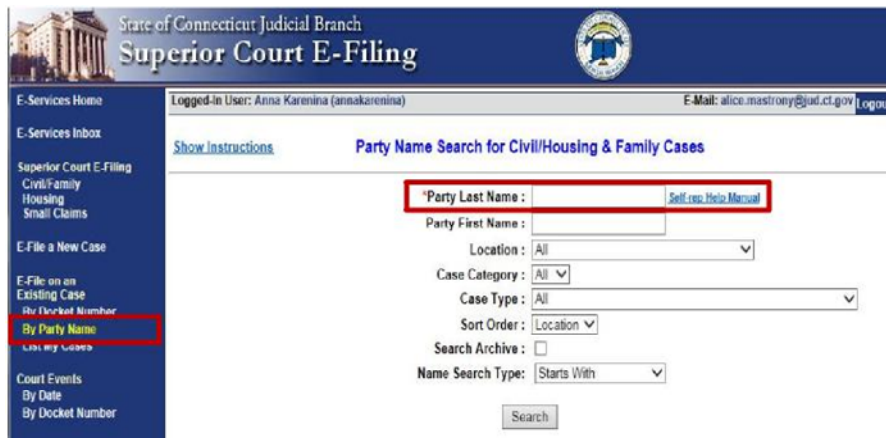 State of Connecticut Judicial Branch
Superior Court E-Filing
E-Services Home
E-Services Inbox
Superior Court E-Filing
Civil/Family
Housing
Small Claims
E-File a New Case
E-File on an
Existing Case
By Docket Number
By Party Name
List My Cases
Court Events
By Date
By Docket Number
Logged-In User: Anna Karenina (annakarenina) E-Mail: alice.mastrony@jud.ct.gov Logou
Show Instructions Party Name Search for Civil/Housing & Family Cases
*Party Last Name : Self-rep Help Manual
Party First Name :
Location : All
Case Category : All
Case Type : All
Sort Order : Location
Search Archive :
Name Search Type: Starts With
Search